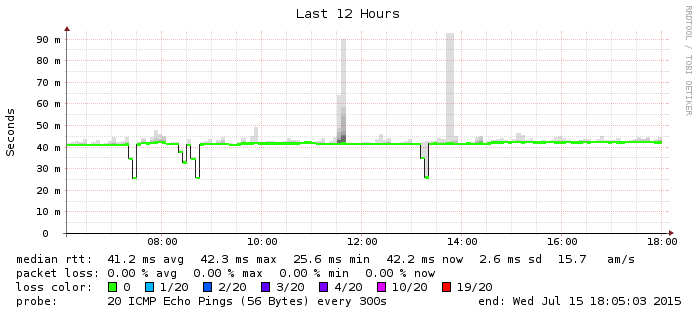 Last 12 Hours
RRDTOOL / TOBI OETIKER
Seconds
90 m
80 m
70 m
60 m
50 m
40 m
30 m
20 m
10 m
0
08:00 10:00 12:00 14:00 16:00 18:00
median rtt: 41.2 ms avg 42.3 ms max 25.6 ms min 42.2 ms now 2.6 ms sd 15.7 am/s
packet loss: 0.00 % avg 0.00 % max 0.00 % min 0.00 % now
loss color: 0 1/20 2/20 3/20 4/20 10/20 19/20
probe: 20 ICMP Echo Pings (56 Bytes) every 300s end: Wed Jul 15 18:05:03 2015